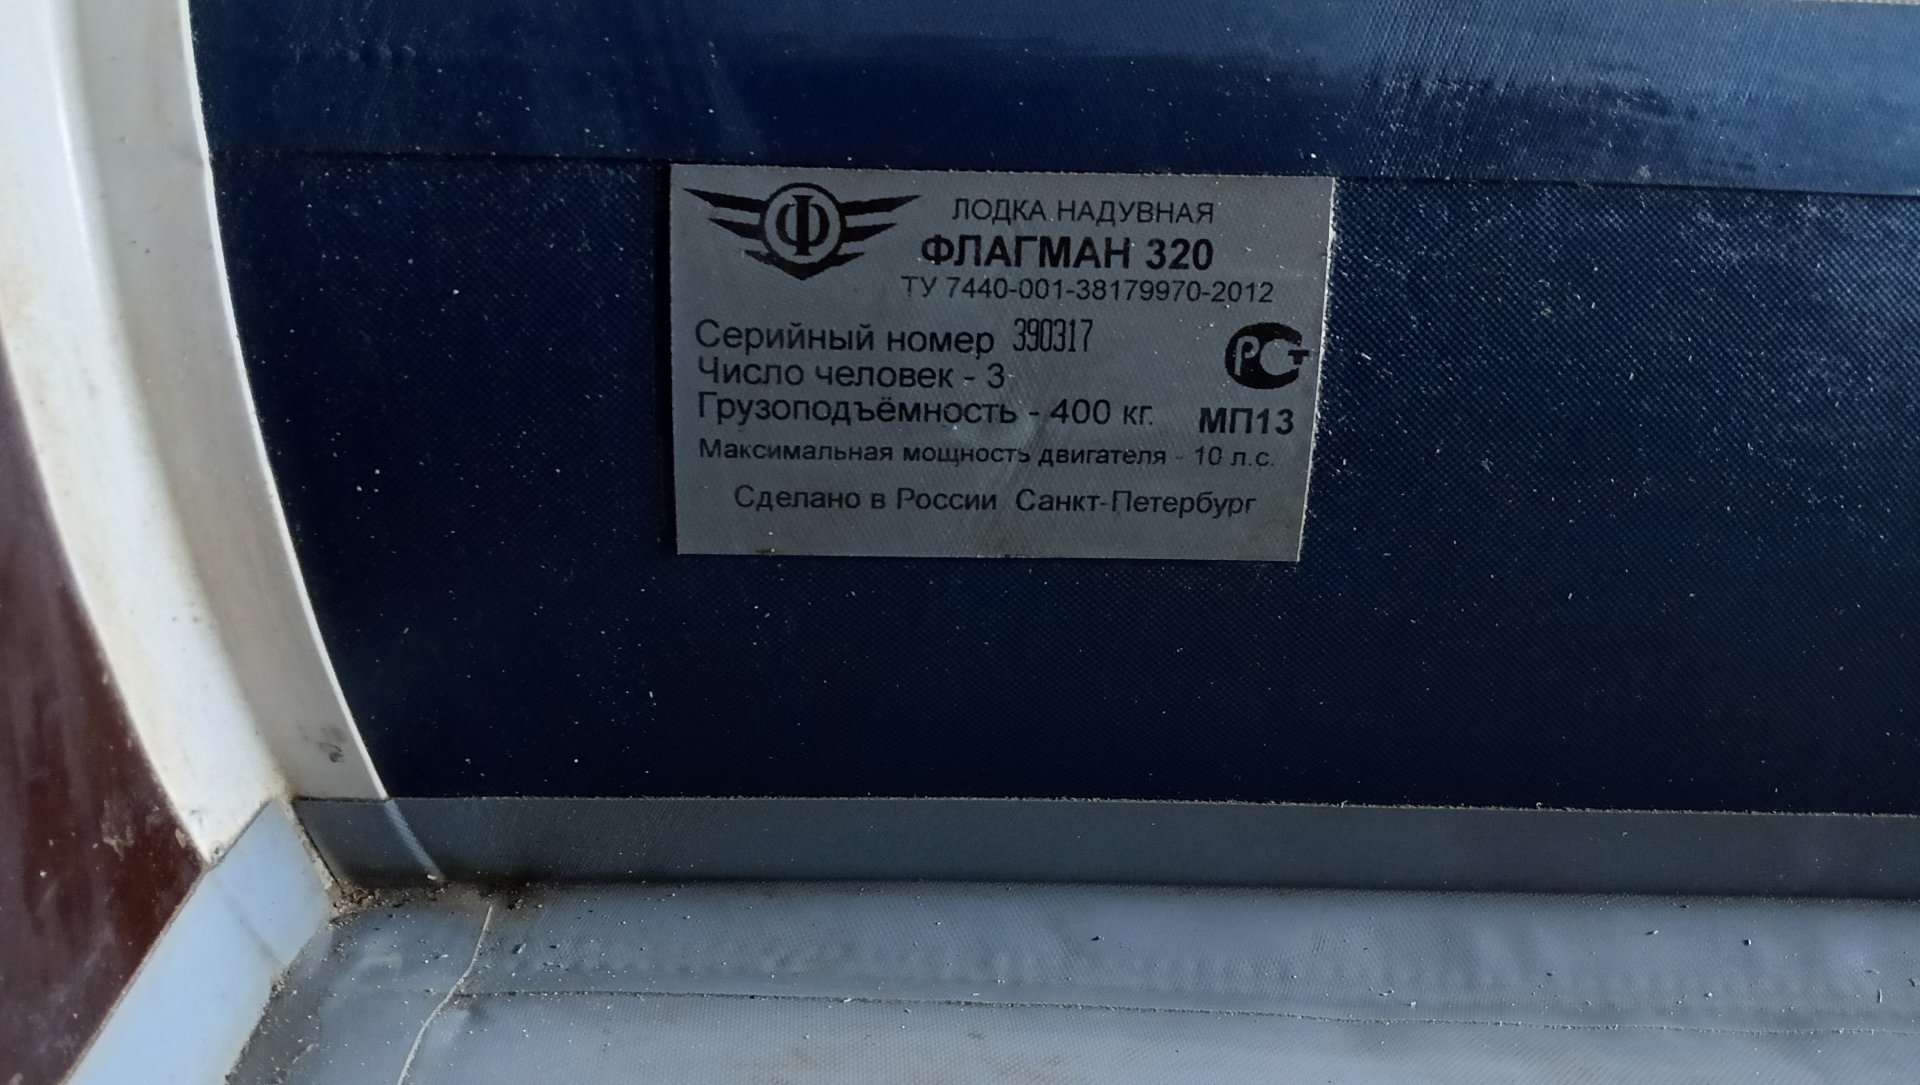 Ф
ЛОДКА НАДУВНАЯ
ФЛАГМАН 320
ТУ 7440-001-38179970-2012
Серийный номер 390317
Число человек - 3
Грузоподъёмность - 400 кг.
РСТ
МП13
Максимальная мощность двигателя - 10 л.с.
Сделано в России Санкт-Петербург